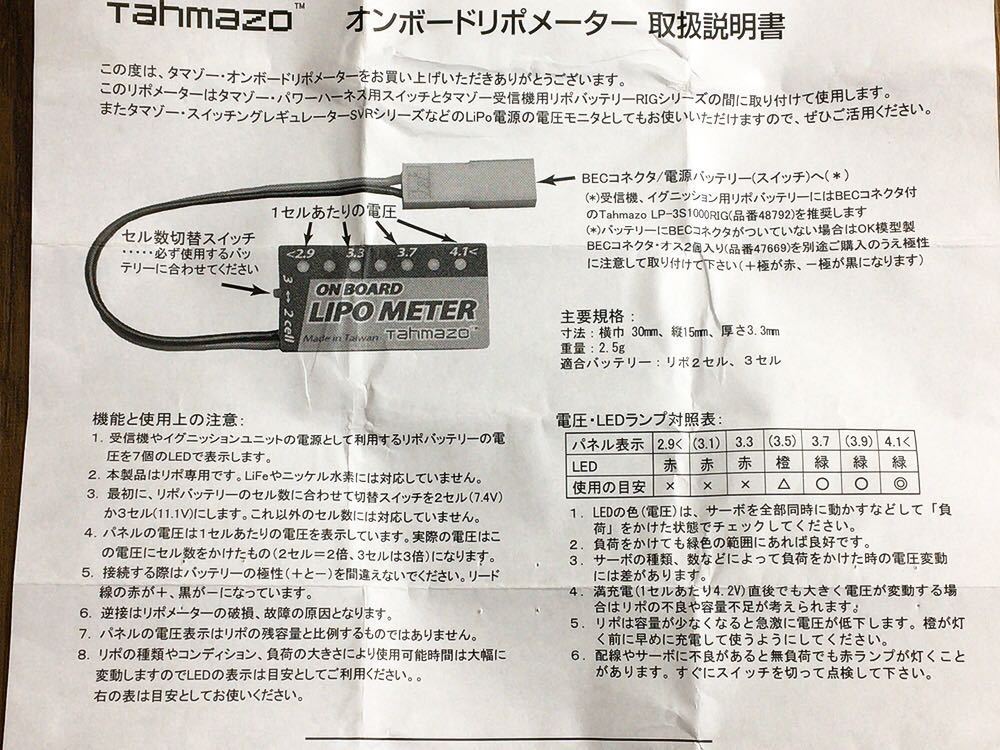 Tahmazo™ オンボードリポメーター 取扱説明書
この度は、タマゾー・オンボードリポメーターをお買い上げいただきありがとうございます。
このリポメーターはタマゾー・パワーハーネス用スイッチとタマゾー受信機用リポバッテリーRIGシリーズの間に取り付けて使用します。
またタマゾー・スイッチングレギュレーターSVRシリーズなどのLiPo電源の電圧モニタとしてもお使いいただけますので、ぜひご活用ください。
BECコネクタ/電源バッテリー(スイッチ)へ(*)
(*)受信機、イグニッション用リポバッテリーにはBECコネクタ付
のTahmazo LP-3S1000RIG(品番48792)を推奨します
(*)バッテリーにBECコネクタがついていない場合はOK模型製
BECコネクタ・オス2個入り(品番47669)を別途ご購入のうえ極性
に注意して取り付けて下さい(+極が赤、-極が黒になります)
1セルあたりの電圧
セル数切替スイッチ
・・・・・必ず使用するバッ
テリーに合わせてください
<2.9 3.3 3.7 4.1<
3 ↔ 2 cell
ON BOARD
LIPO METER
Made in Taiwan Tahmazo™
主要規格:
寸法:横巾 30mm、縦15mm、厚さ3.3mm
重量:2.5g
適合バッテリー:リポ2セル、3セル
機能と使用上の注意:
1. 受信機やイグニッションユニットの電源として利用するリポバッテリーの電
圧を7個のLEDで表示します。
2. 本製品はリポ専用です。LiFeやニッケル水素には対応していません。
3. 最初に、リポバッテリーのセル数に合わせて切替スイッチを2セル(7.4V)
か3セル(11.1V)にします。これ以外のセル数には対応していません。
4. パネルの電圧は1セルあたりの電圧を表示しています。実際の電圧はこ
の電圧にセル数をかけたもの(2セル=2倍、3セルは3倍)になります。
5. 接続する際はバッテリーの極性(+と-)を間違えないでください。リード
線の赤が+、黒が-になっています。
6. 逆接はリポメーターの破損、故障の原因となります。
7. パネルの電圧表示はリポの残容量と比例するものではありません。
8. リポの種類やコンディション、負荷の大きさにより使用可能時間は大幅に
変動しますのでLEDの表示は目安としてご利用ください。。
右の表は目安としてお使いください。
電圧・LEDランプ対照表:
パネル表示 2.9< (3.1) 3.3 (3.5) 3.7 (3.9) 4.1<
LED 赤 赤 赤 橙 緑 緑 緑
使用の目安 × × × △ ○ ○ ◎
1. LEDの色(電圧)は、サーボを全部同時に動かすなどして「負
荷」をかけた状態でチェックしてください。
2. 負荷をかけても緑色の範囲にあれば良好です。
3. サーボの種類、数などによって負荷をかけた時の電圧変動
には差があります。
4. 満充電(1セルあたり4.2V)直後でも大きく電圧が変動する場
合はリポの不良や容量不足が考えられます。
5. リポは容量が少なくなると急激に電圧が低下します。橙が灯
く前に早めに充電して使うようにしてください。
6. 配線やサーボに不良があると無負荷でも赤ランプが灯くこと
があります。すぐにスイッチを切って点検して下さい。